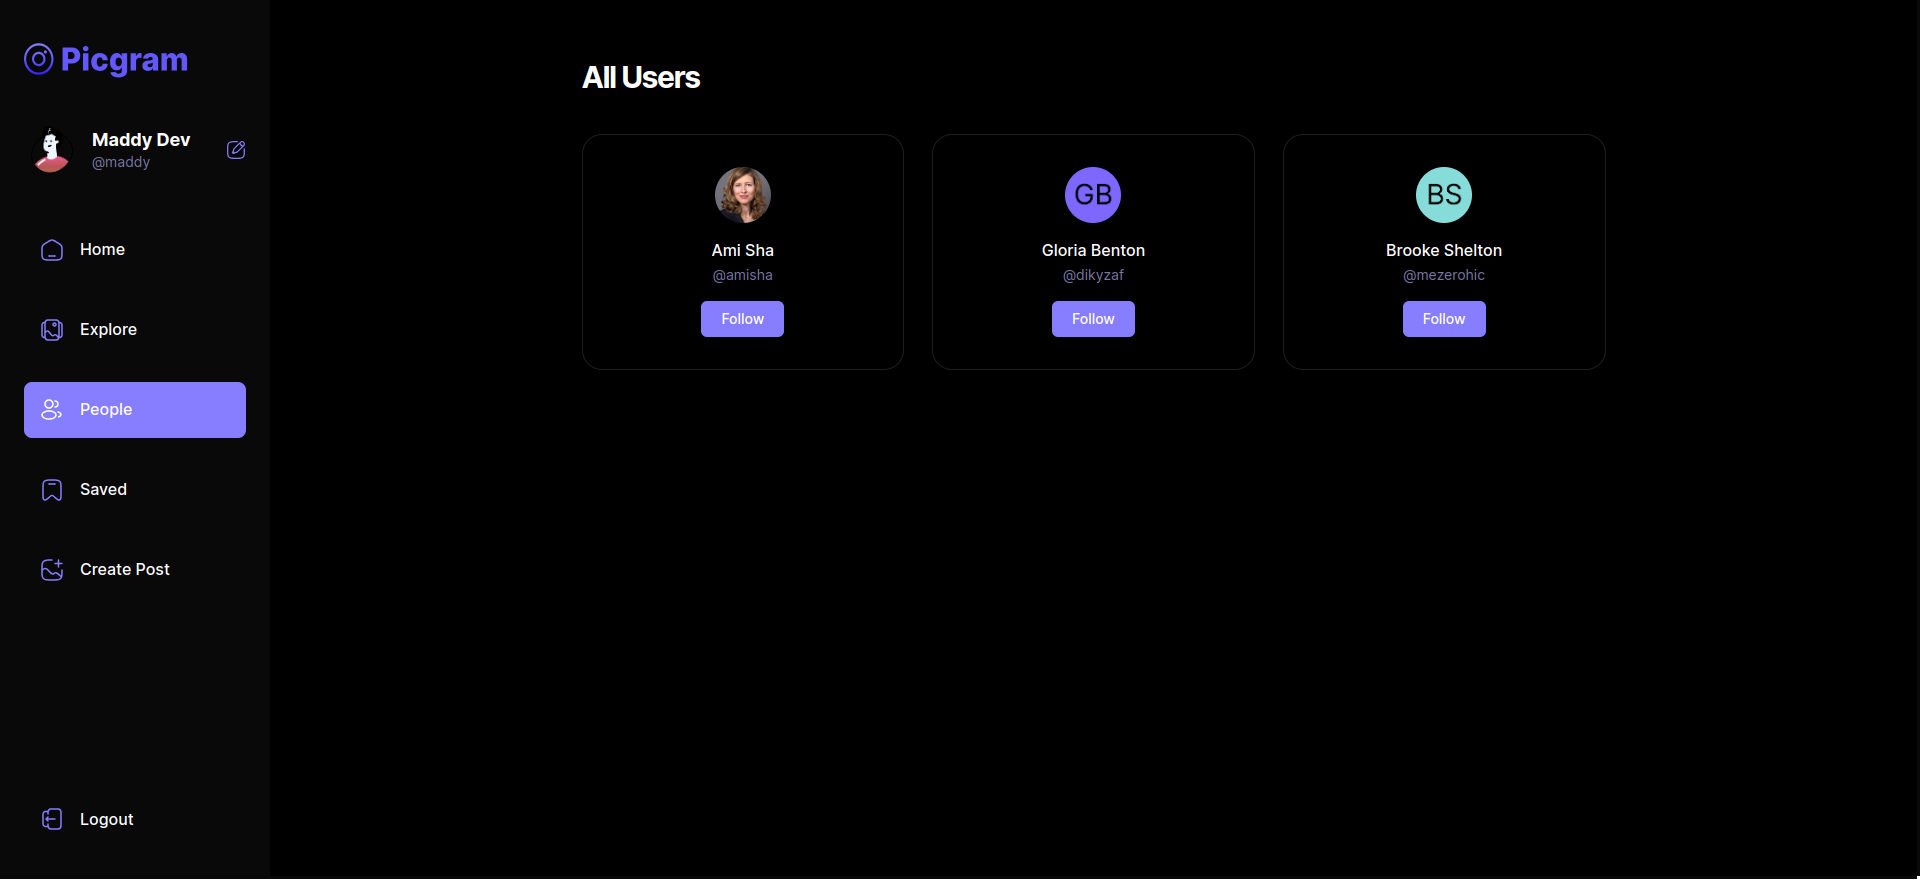 Picgram
Maddy Dev
@maddy
Home
Explore
People
Saved
Create Post
Logout
All Users
Ami Sha
@amisha
Follow
GB
Gloria Benton
@dikyzaf
Follow
BS
Brooke Shelton
@mezerohic
Follow